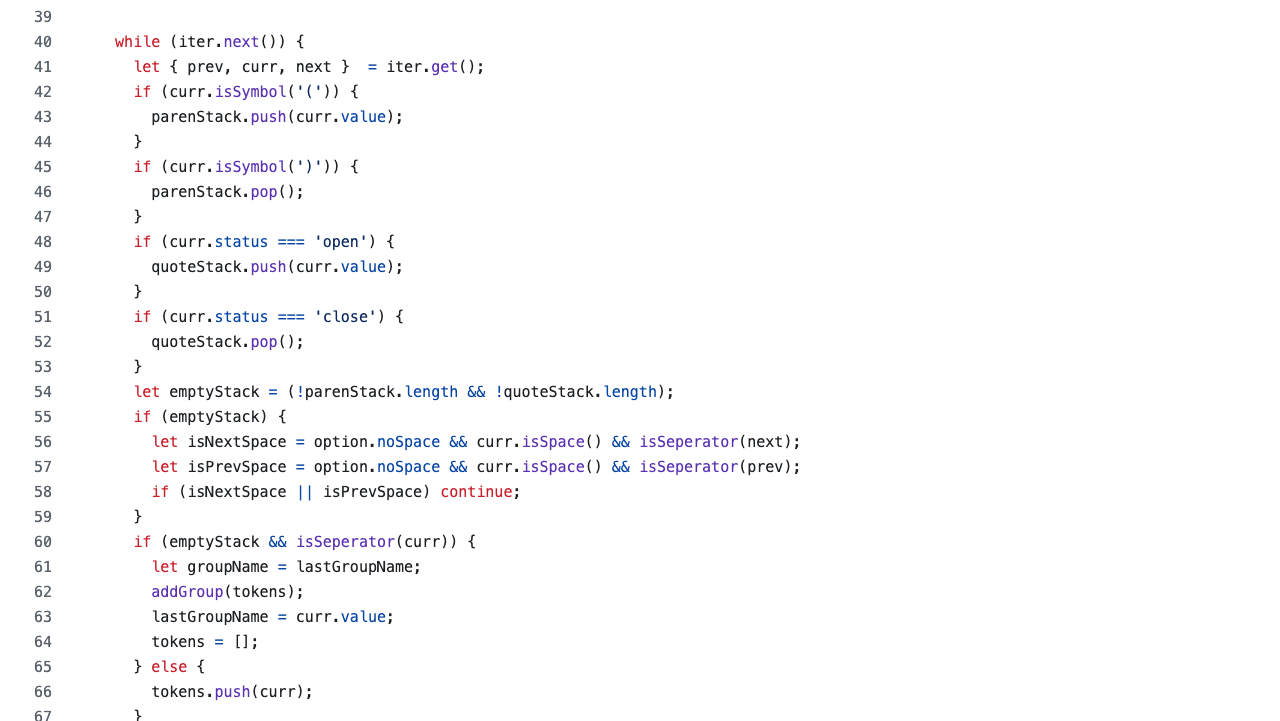 39
40 while (iter.next()) {
41 let { prev, curr, next }  = iter.get();
42 if (curr.isSymbol('(')) {
43 parenStack.push(curr.value);
44 }
45 if (curr.isSymbol(')')) {
46 parenStack.pop();
47 }
48 if (curr.status === 'open') {
49 quoteStack.push(curr.value);
50 }
51 if (curr.status === 'close') {
52 quoteStack.pop();
53 }
54 let emptyStack = (!parenStack.length && !quoteStack.length);
55 if (emptyStack) {
56 let isNextSpace = option.noSpace && curr.isSpace() && isSeperator(next);
57 let isPrevSpace = option.noSpace && curr.isSpace() && isSeperator(prev);
58 if (isNextSpace || isPrevSpace) continue;
59 }
60 if (emptyStack && isSeperator(curr)) {
61 let groupName = lastGroupName;
62 addGroup(tokens);
63 lastGroupName = curr.value;
64 tokens = [];
65 } else {
66 tokens.push(curr);
67 }